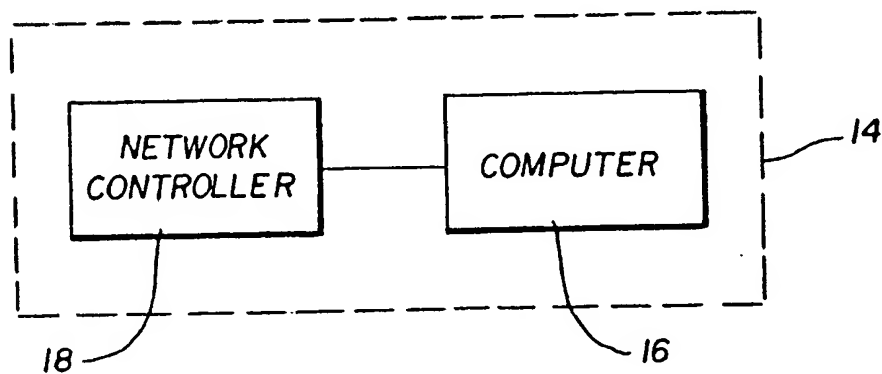 NETWORK
CONTROLLER
COMPUTER
14
18
16